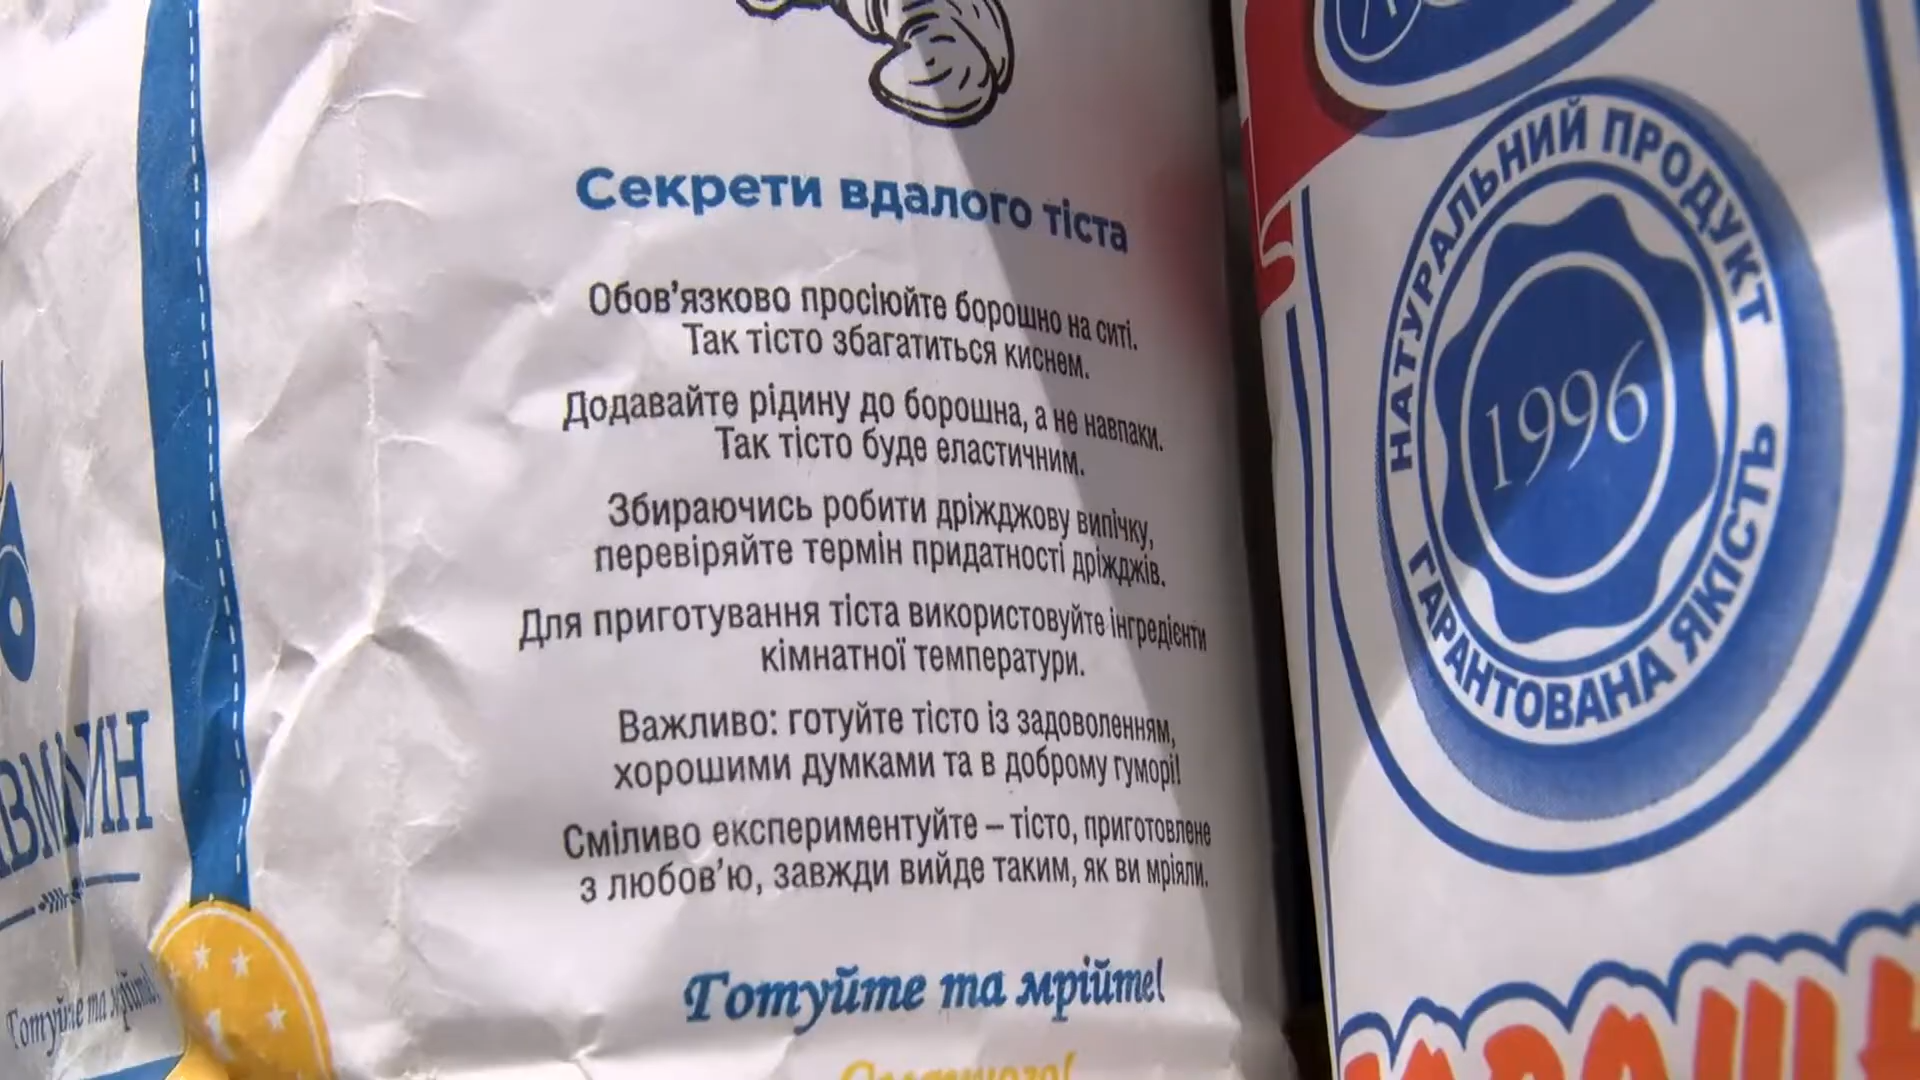 Секрети вдалого тіста
Обов’язково просіюйте борошно на ситі.
Так тісто збагатиться киснем.
Додавайте рідину до борошна, а не навпаки.
Так тісто буде еластичним.
Збираючись робити дріжджову випічку,
перевіряйте термін придатності дріжджів.
Для приготування тіста використовуйте інгредієнти
кімнатної температури.
Важливо: готуйте тісто із задоволенням,
хорошими думками та в доброму гуморі!
Сміливо експериментуйте – тісто, приготовлене
з любов’ю, завжди вийде таким, як ви мріяли.
Готуйте та мрійте!
Готуйте та мрійте!
НАТУРАЛЬНИЙ ПРОДУКТ
1996
ГАРАНТОВАНА ЯКІСТЬ